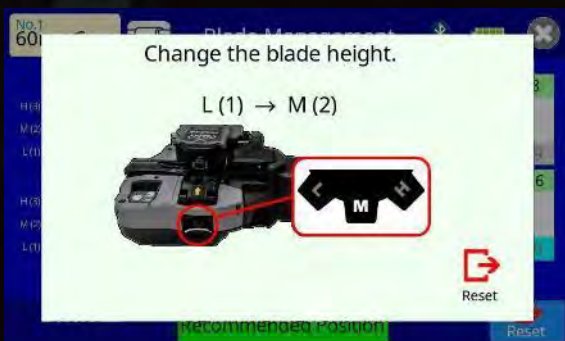 No.1
60
Blade Management
Change the blade height.
L (1) → M (2)
H (3)
M (2)
L (1)
L
M
H
H (3)
M (2)
L (1)
6
Reset
Recommended Position
Reset